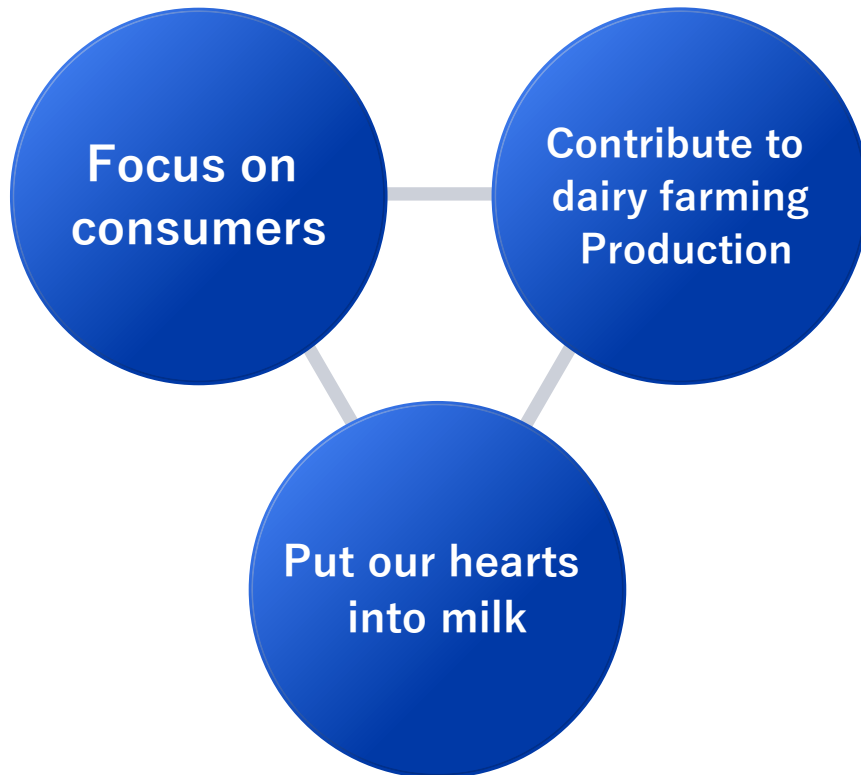 Focus on
consumers
Contribute to
dairy farming
Production
Put our hearts
into milk